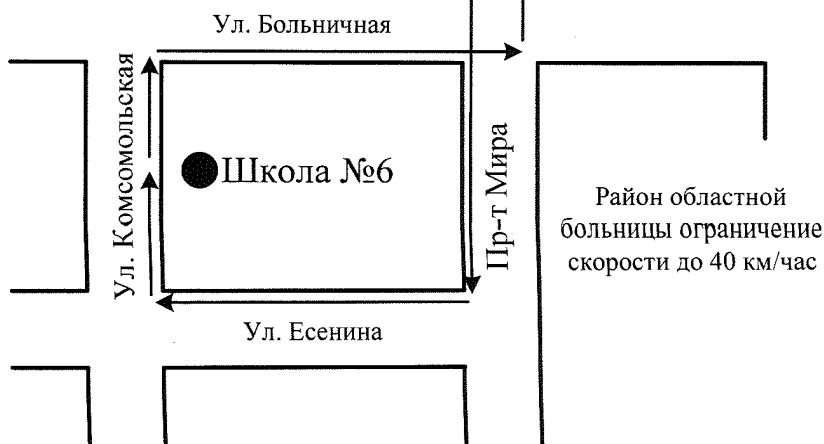 Ул. Больничная
Ул. Комсомольская
Школа №6
Пр-т Мира
Район областной
больницы ограничение
скорости до 40 км/час
Ул. Есенина